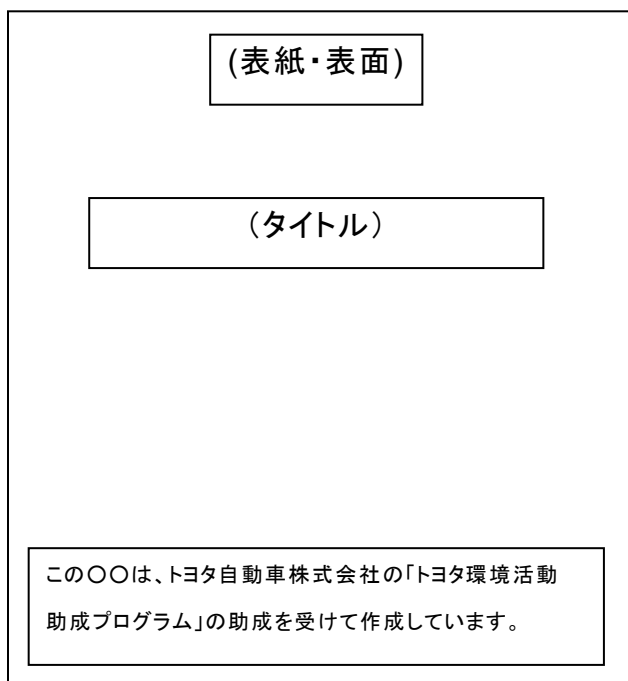 (表紙・表面)
（タイトル）
この〇〇は、トヨタ自動車株式会社の「トヨタ環境活動
助成プログラム」の助成を受けて作成しています。